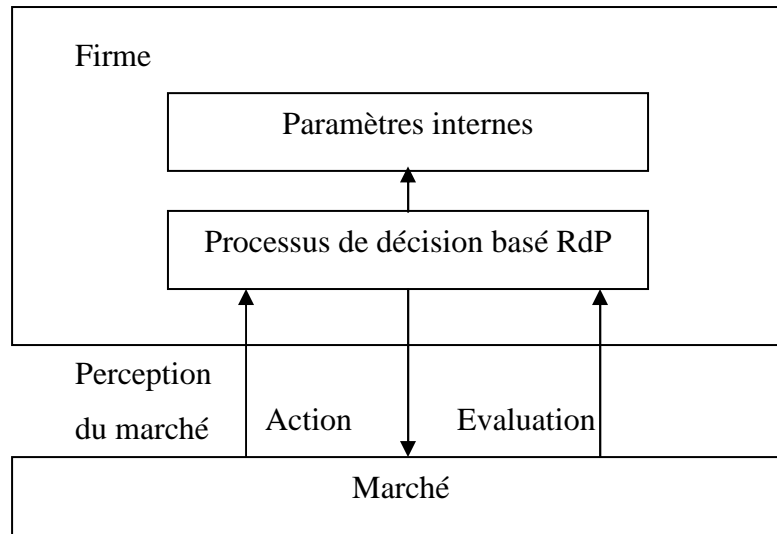 Firme
Paramètres internes
Processus de décision basé RdP
Perception
du marché
Action
Evaluation
Marché